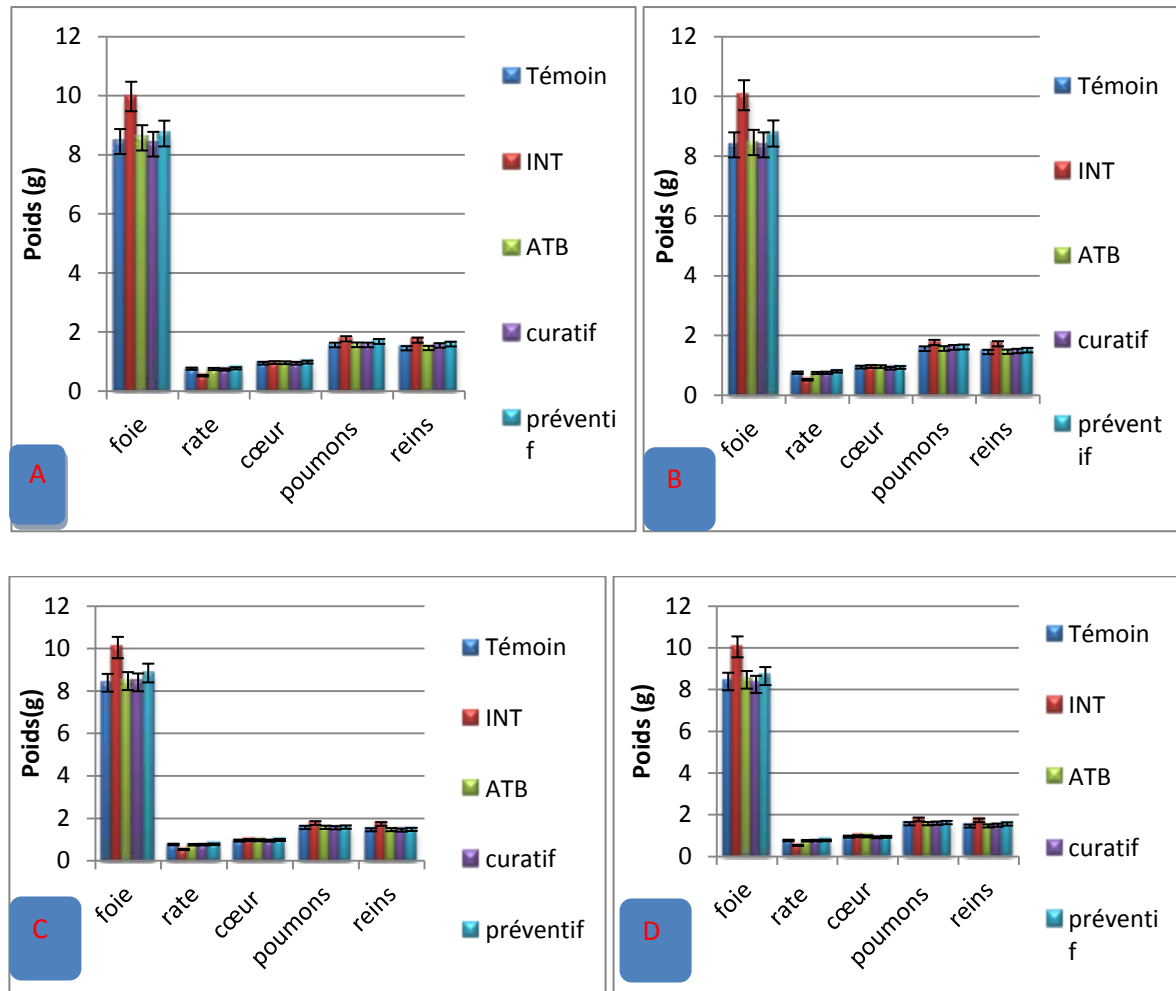 12
10
8
6
4
2
0
Poids (g)
foie
rate
cœur
poumons
reins
Témoin
INT
ATB
curatif
préventi
f
A
12
10
8
6
4
2
0
Poids (g)
foie
rate
cœur
poumons
reins
Témoin
INT
ATB
curatif
prévent
if
B
12
10
8
6
4
2
0
Poids(g)
foie
rate
cœur
poumons
reins
Témoin
INT
ATB
curatif
préventif
C
12
10
8
6
4
2
0
Poids (g)
foie
rate
cœur
poumons
reins
Témoin
INT
ATB
curatif
préventi
f
D